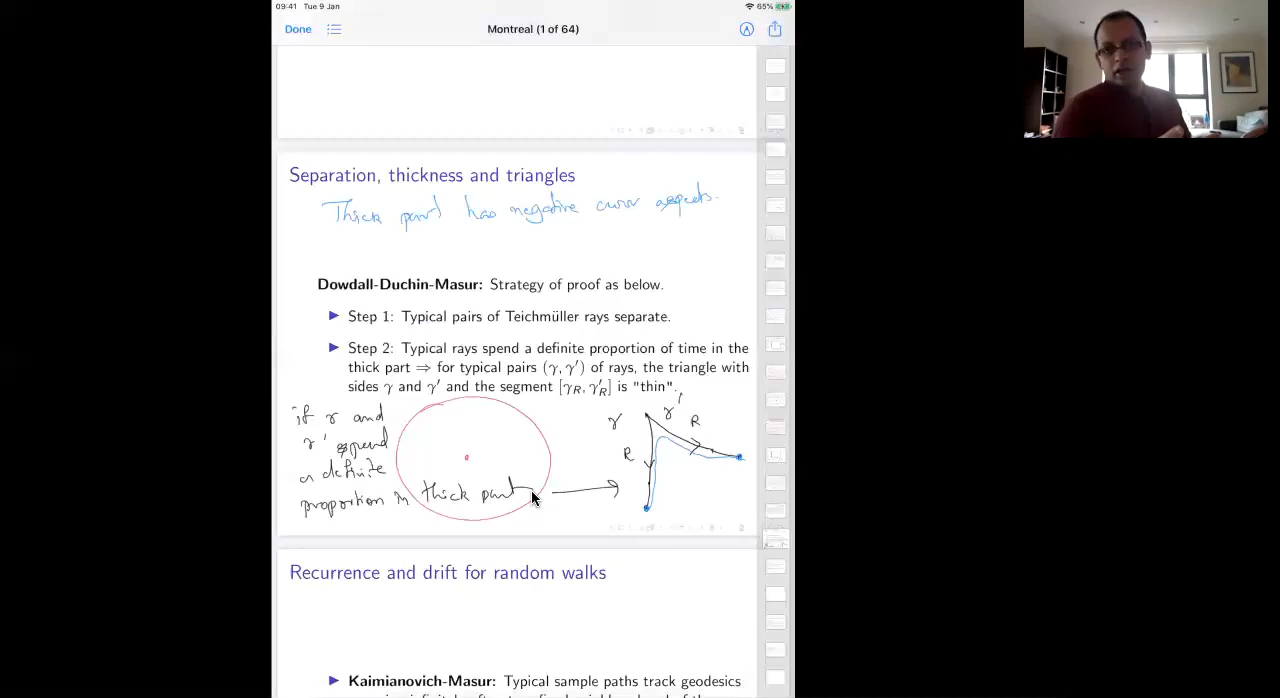 09:41 Tue 9 Jan
65%
Done
Montreal (1 of 64)
Separation, thickness and triangles
Thick part has negative curv aspects.
Dowdall-Duchin-Masur: Strategy of proof as below.
▶ Step 1: Typical pairs of Teichmüller rays separate.
▶ Step 2: Typical rays spend a definite proportion of time in the
thick part ⇒ for typical pairs (γ, γ′) of rays, the triangle with
sides γ and γ′ and the segment [γR, γ′R] is "thin".
if γ and
γ' spend
a definite
proportion in thick part →
γ γ'
R
R
Recurrence and drift for random walks
▶ Kaimianovich-Masur: Typical sample paths track geodesics